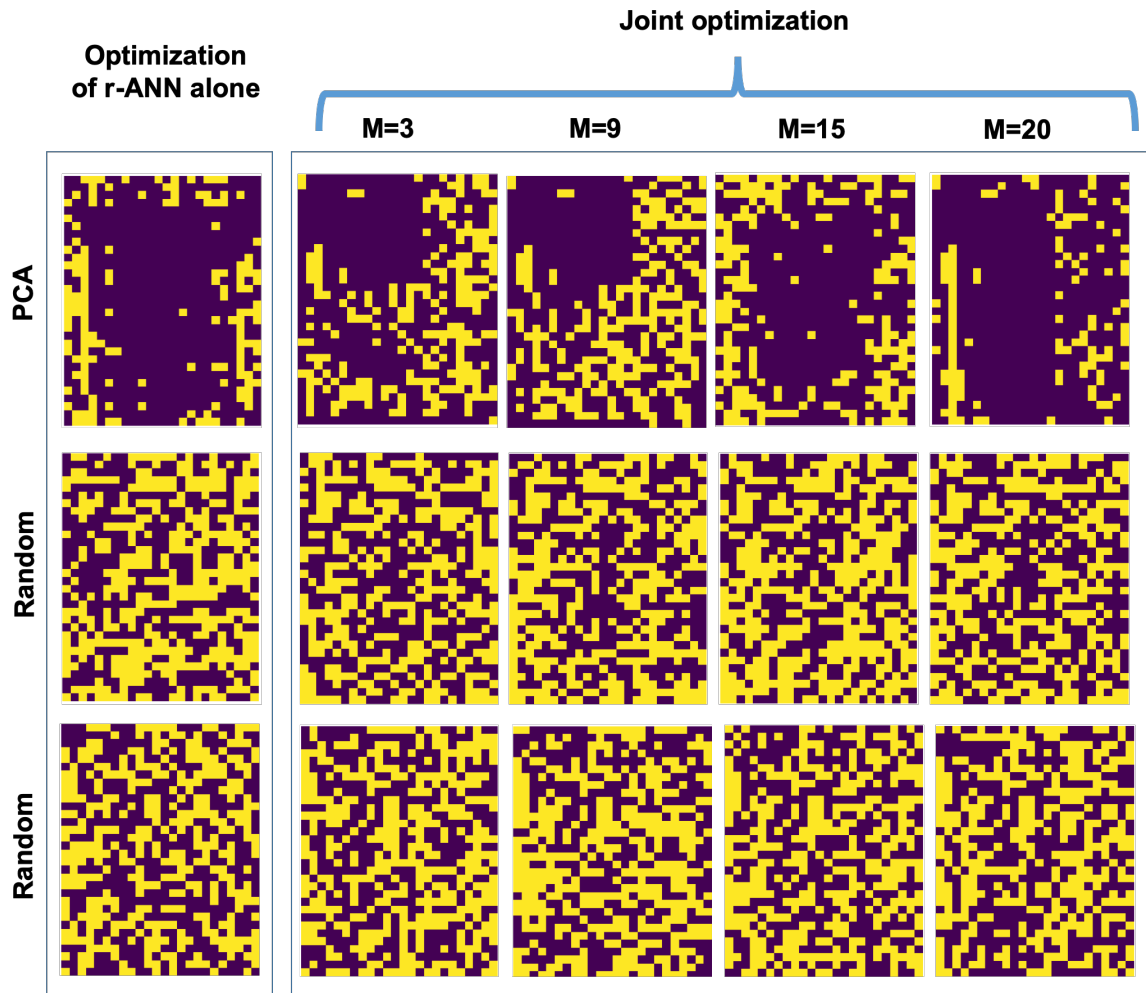 Joint optimization
Optimization
of r-ANN alone
M=3
M=9
M=15
M=20
PCA
Random
Random